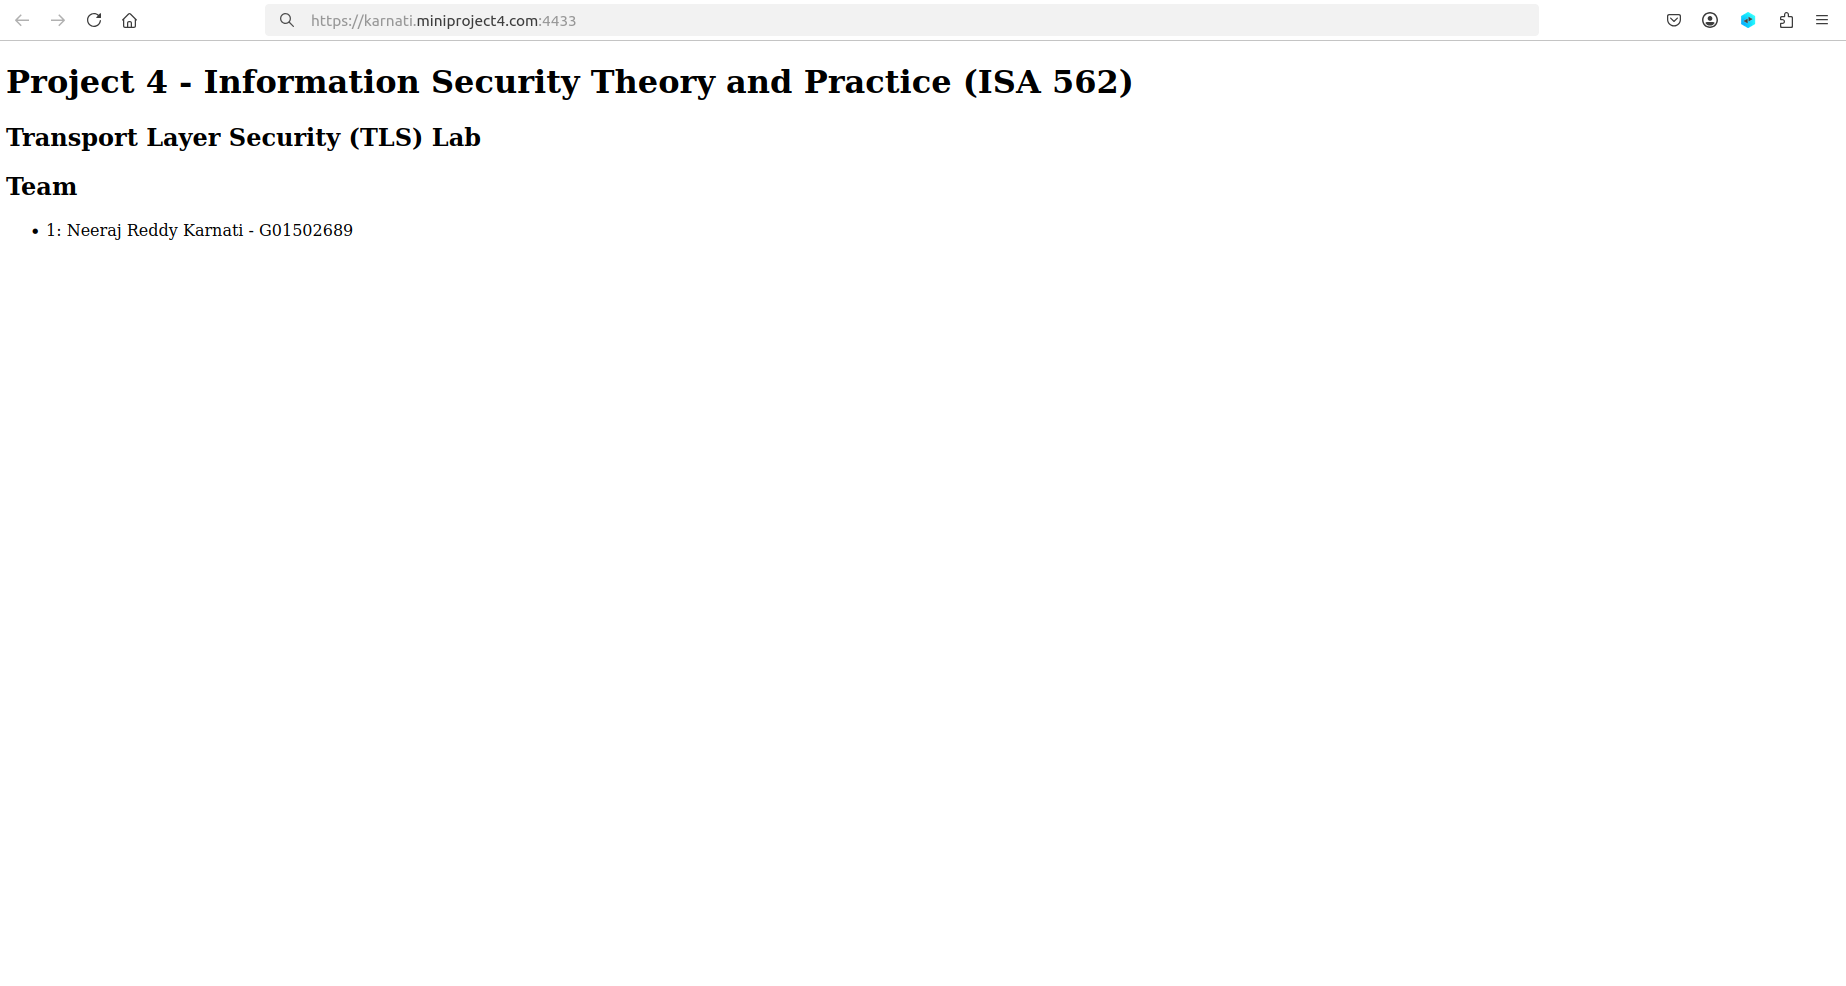 https://karnati.miniproject4.com:4433
Project 4 - Information Security Theory and Practice (ISA 562)
Transport Layer Security (TLS) Lab
Team
• 1: Neeraj Reddy Karnati - G01502689